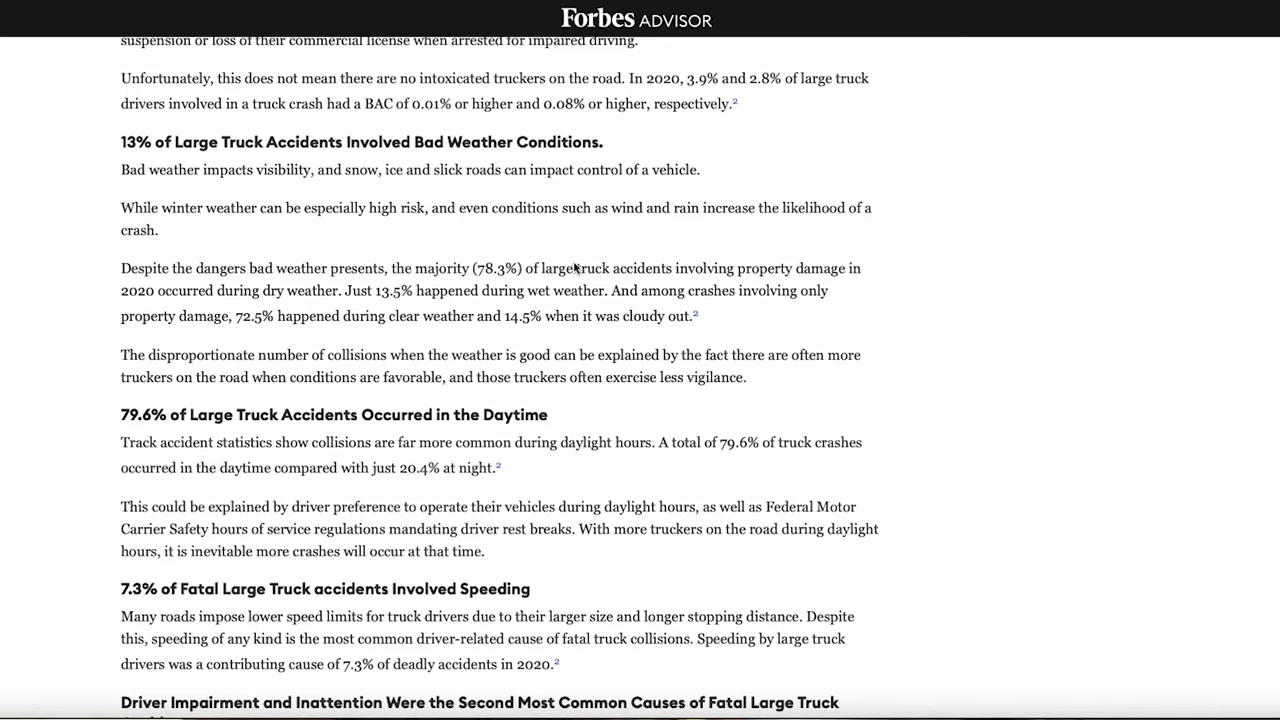 Forbes ADVISOR
suspension or loss of their commercial license when arrested for impaired driving.
Unfortunately, this does not mean there are no intoxicated truckers on the road. In 2020, 3.9% and 2.8% of large truck
drivers involved in a truck crash had a BAC of 0.01% or higher and 0.08% or higher, respectively.2
13% of Large Truck Accidents Involved Bad Weather Conditions.
Bad weather impacts visibility, and snow, ice and slick roads can impact control of a vehicle.
While winter weather can be especially high risk, and even conditions such as wind and rain increase the likelihood of a
crash.
Despite the dangers bad weather presents, the majority (78.3%) of large truck accidents involving property damage in
2020 occurred during dry weather. Just 13.5% happened during wet weather. And among crashes involving only
property damage, 72.5% happened during clear weather and 14.5% when it was cloudy out.2
The disproportionate number of collisions when the weather is good can be explained by the fact there are often more
truckers on the road when conditions are favorable, and those truckers often exercise less vigilance.
79.6% of Large Truck Accidents Occurred in the Daytime
Track accident statistics show collisions are far more common during daylight hours. A total of 79.6% of truck crashes
occurred in the daytime compared with just 20.4% at night.2
This could be explained by driver preference to operate their vehicles during daylight hours, as well as Federal Motor
Carrier Safety hours of service regulations mandating driver rest breaks. With more truckers on the road during daylight
hours, it is inevitable more crashes will occur at that time.
7.3% of Fatal Large Truck accidents Involved Speeding
Many roads impose lower speed limits for truck drivers due to their larger size and longer stopping distance. Despite
this, speeding of any kind is the most common driver-related cause of fatal truck collisions. Speeding by large truck
drivers was a contributing cause of 7.3% of deadly accidents in 2020.2
Driver Impairment and Inattention Were the Second Most Common Causes of Fatal Large Truck